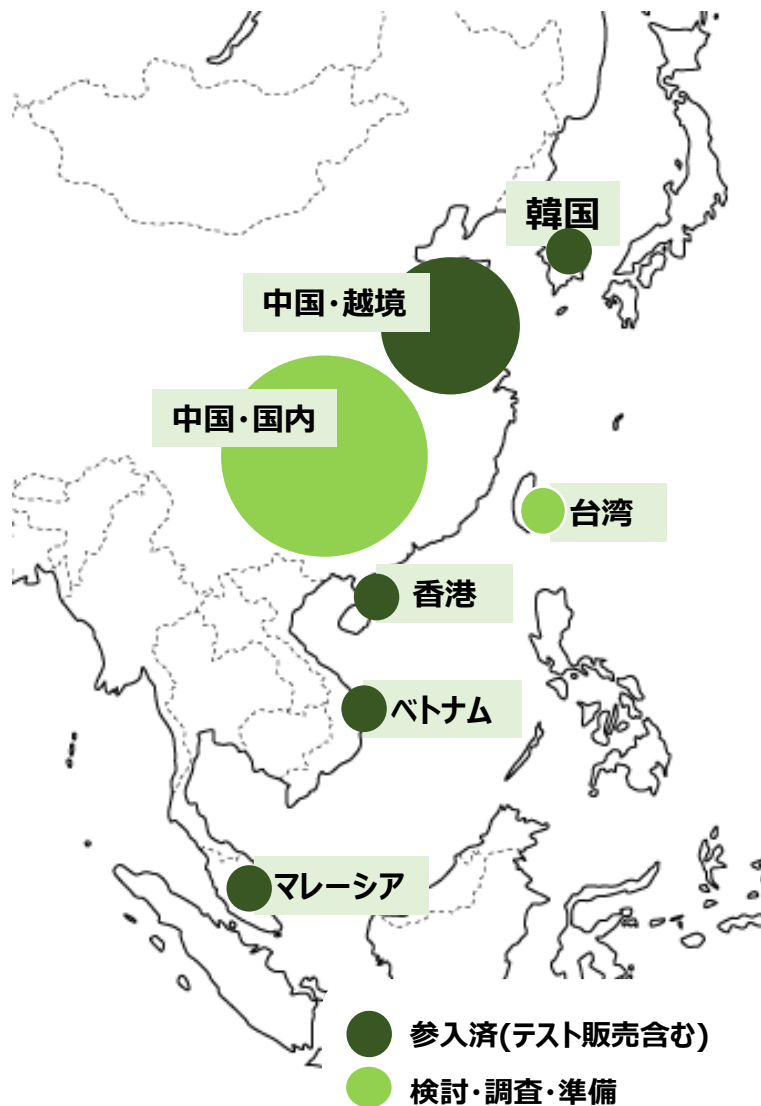 韓国
中国・越境
中国・国内
台湾
香港
ベトナム
マレーシア
参入済(テスト販売含む)
検討・調査・準備